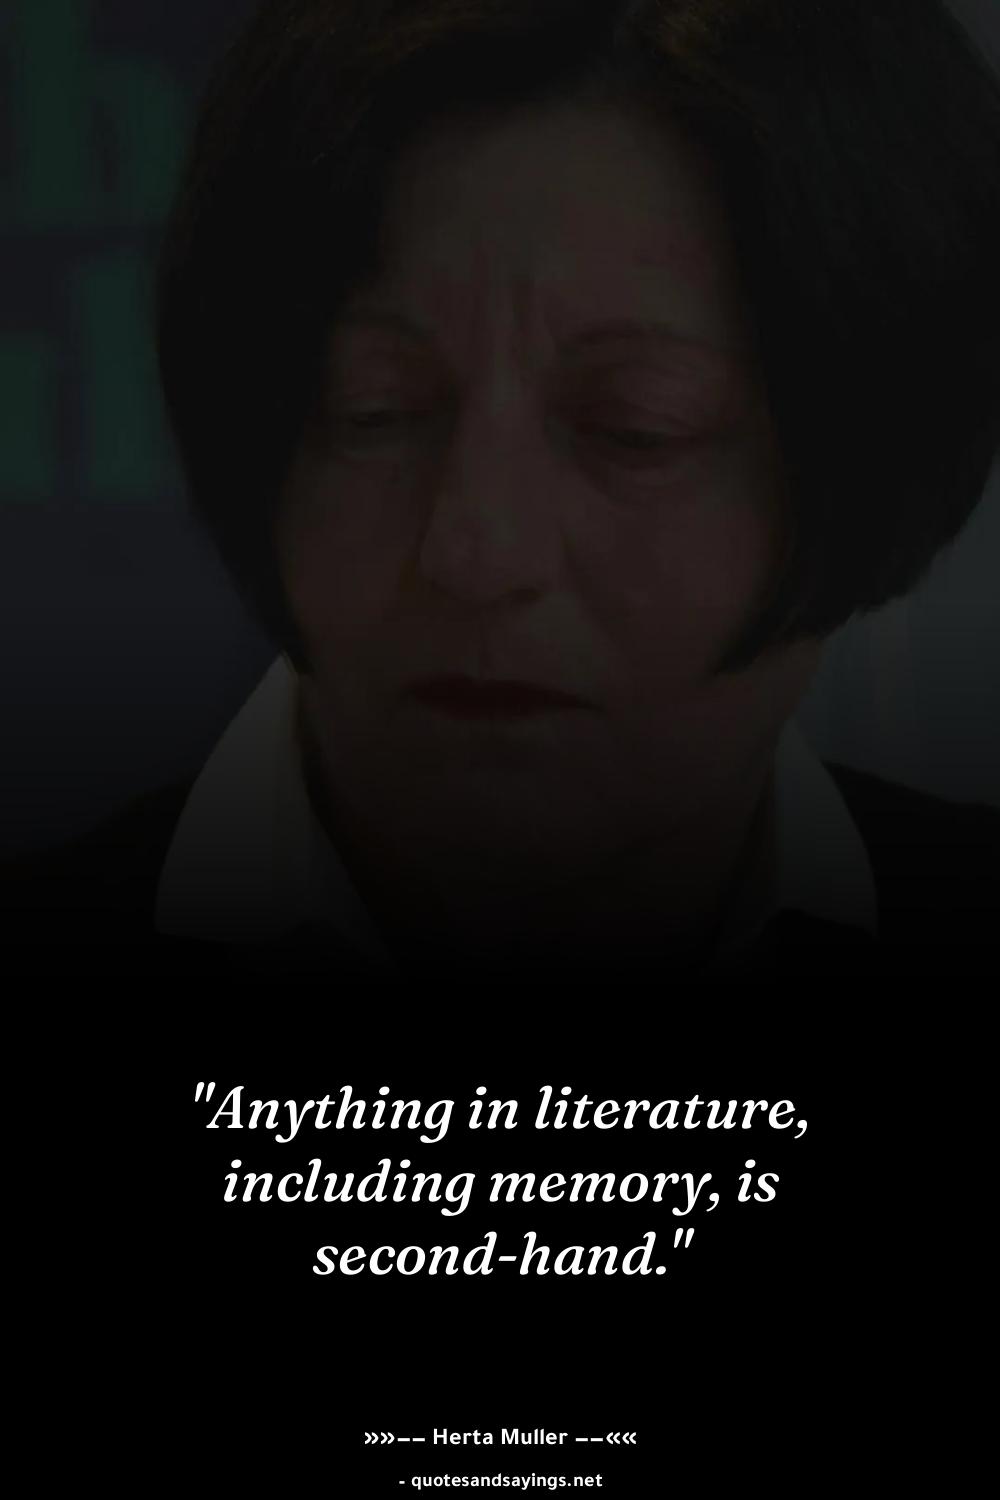 "Anything in literature,
including memory, is
second-hand."
»»−− Herta Muller −−««
- quotesandsayings.net